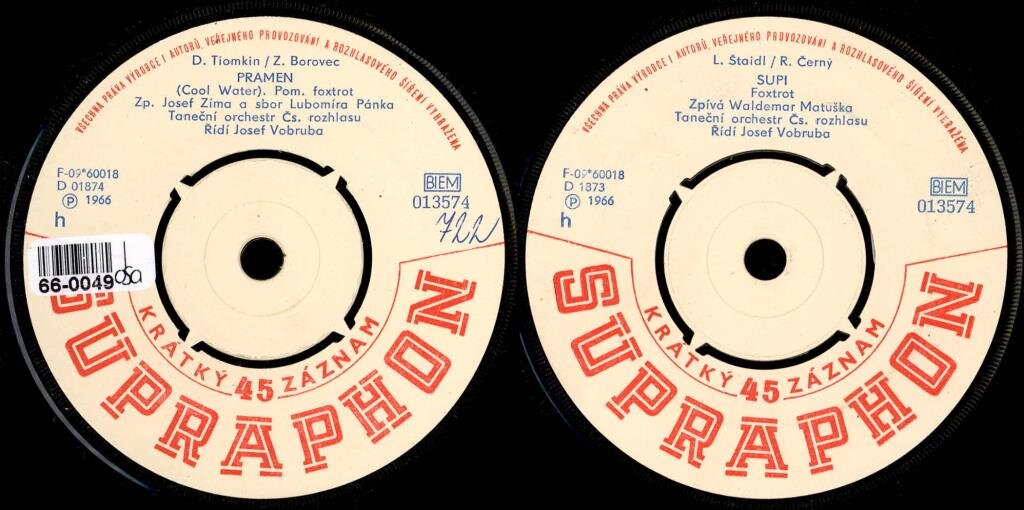 VŠECHNA PRÁVA VÝROBCE I AUTORŮ, VEŘEJNÉHO PROVOZOVÁNÍ A ROZHLASOVÉHO ŠÍŘENÍ VYHRAŽENA
D. Tiomkin / Z. Borovec
PRAMEN
(Cool Water). Pom. foxtrot
Zp. Josef Zíma a sbor Lubomíra Pánka
Taneční orchestr Čs. rozhlasu
Řídí Josef Vobruba
F-09*60018
D 01874
Ⓟ 1966
h
BIEM
013574
722
66-0049
osa
KRÁTKÝ 45 ZÁZNAM
SUPRAPHON
VŠECHNA PRÁVA VÝROBCE I AUTORŮ, VEŘEJNÉHO PROVOZOVÁNÍ A ROZHLASOVÉHO ŠÍŘENÍ VYHRAŽENA
L. Štaidl / R. Černý
SUPI
Foxtrot
Zpívá Waldemar Matuška
Taneční orchestr Čs. rozhlasu
Řídí Josef Vobruba
F-09*60018
D 1873
Ⓟ 1966
h
BIEM
013574
KRÁTKÝ 45 ZÁZNAM
SUPRAPHON